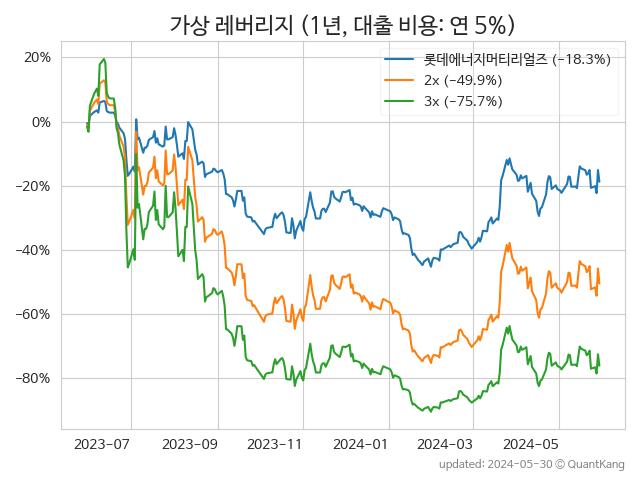 가상 레버리지 (1년, 대출 비용: 연 5%)
롯데에너지머티리얼즈 (−18.3%)
2x (−49.9%)
3x (−75.7%)
20%
0%
−20%
−40%
−60%
−80%
2023-07 2023-09 2023-11 2024-01 2024-03 2024-05
updated: 2024-05-30 © QuantKang